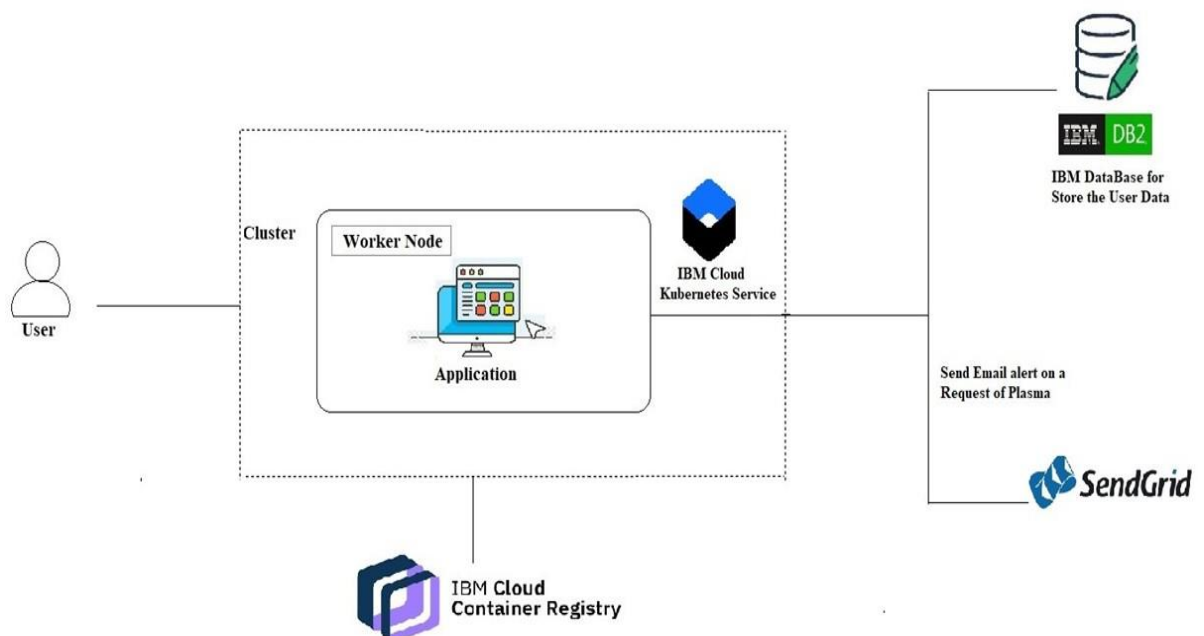 User
Cluster
Worker Node
Application
IBM Cloud
Kubernetes Service
IBM DB2
IBM DataBase for
Store the User Data
Send Email alert on a
Request of Plasma
SendGrid
IBM Cloud
Container Registry